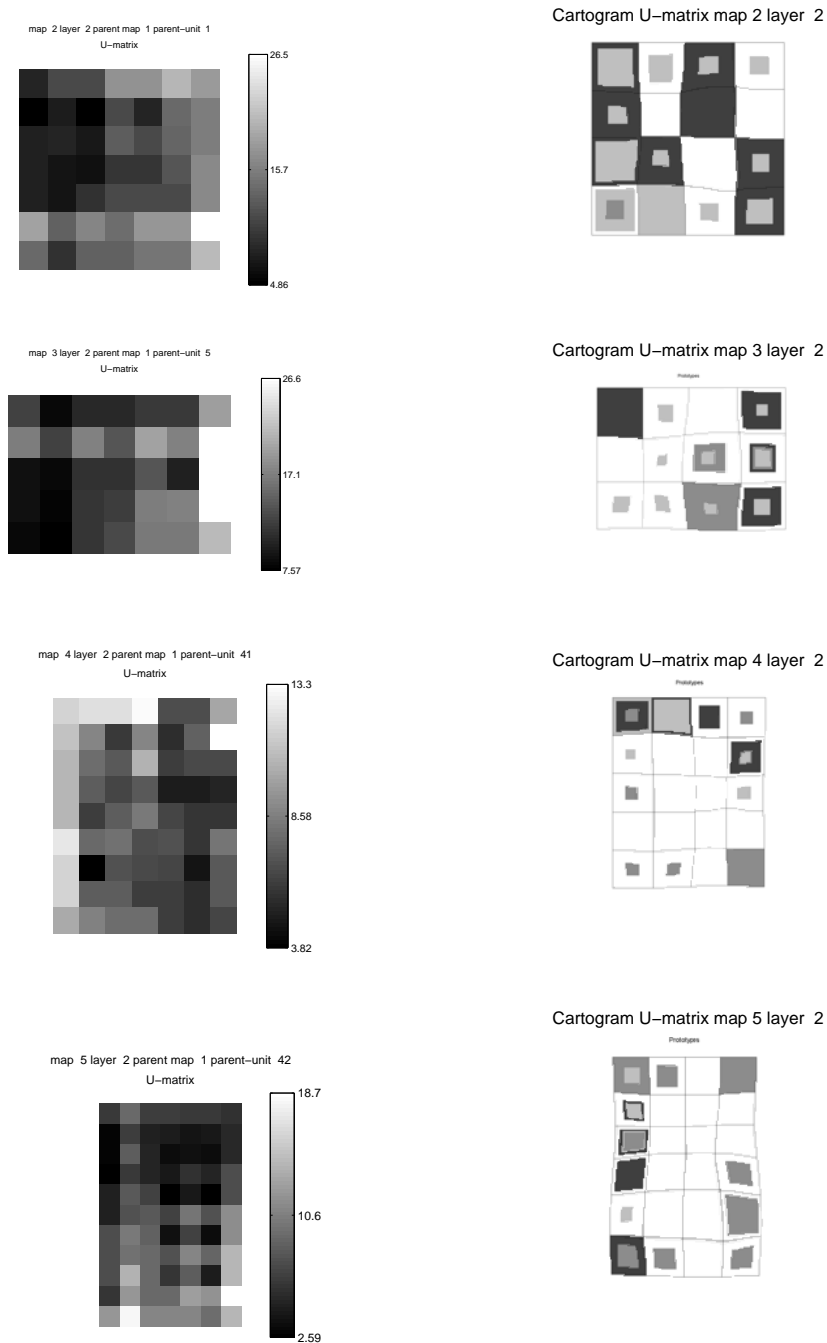 map 2 layer 2 parent map 1 parent−unit 1
U−matrix
26.5
15.7
4.86
Cartogram U−matrix map 2 layer 2
map 3 layer 2 parent map 1 parent−unit 5
U−matrix
26.6
17.1
7.57
Cartogram U−matrix map 3 layer 2
Prototypes
map 4 layer 2 parent map 1 parent−unit 41
U−matrix
13.3
8.58
3.82
Cartogram U−matrix map 4 layer 2
Prototypes
map 5 layer 2 parent map 1 parent−unit 42
U−matrix
18.7
10.6
2.59
Cartogram U−matrix map 5 layer 2
Prototypes